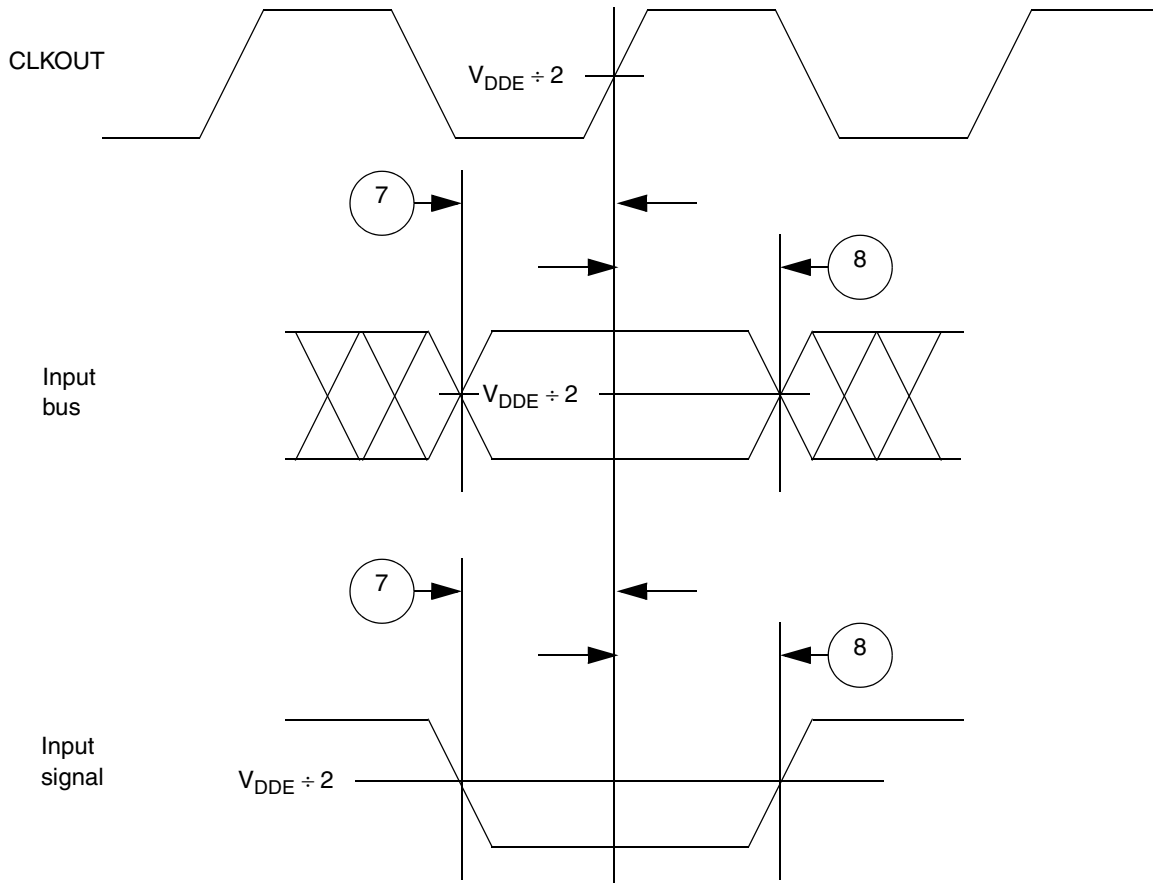 CLKOUT
V_DDE ÷ 2
7
8
Input
bus
V_DDE ÷ 2
7
8
Input
signal
V_DDE ÷ 2